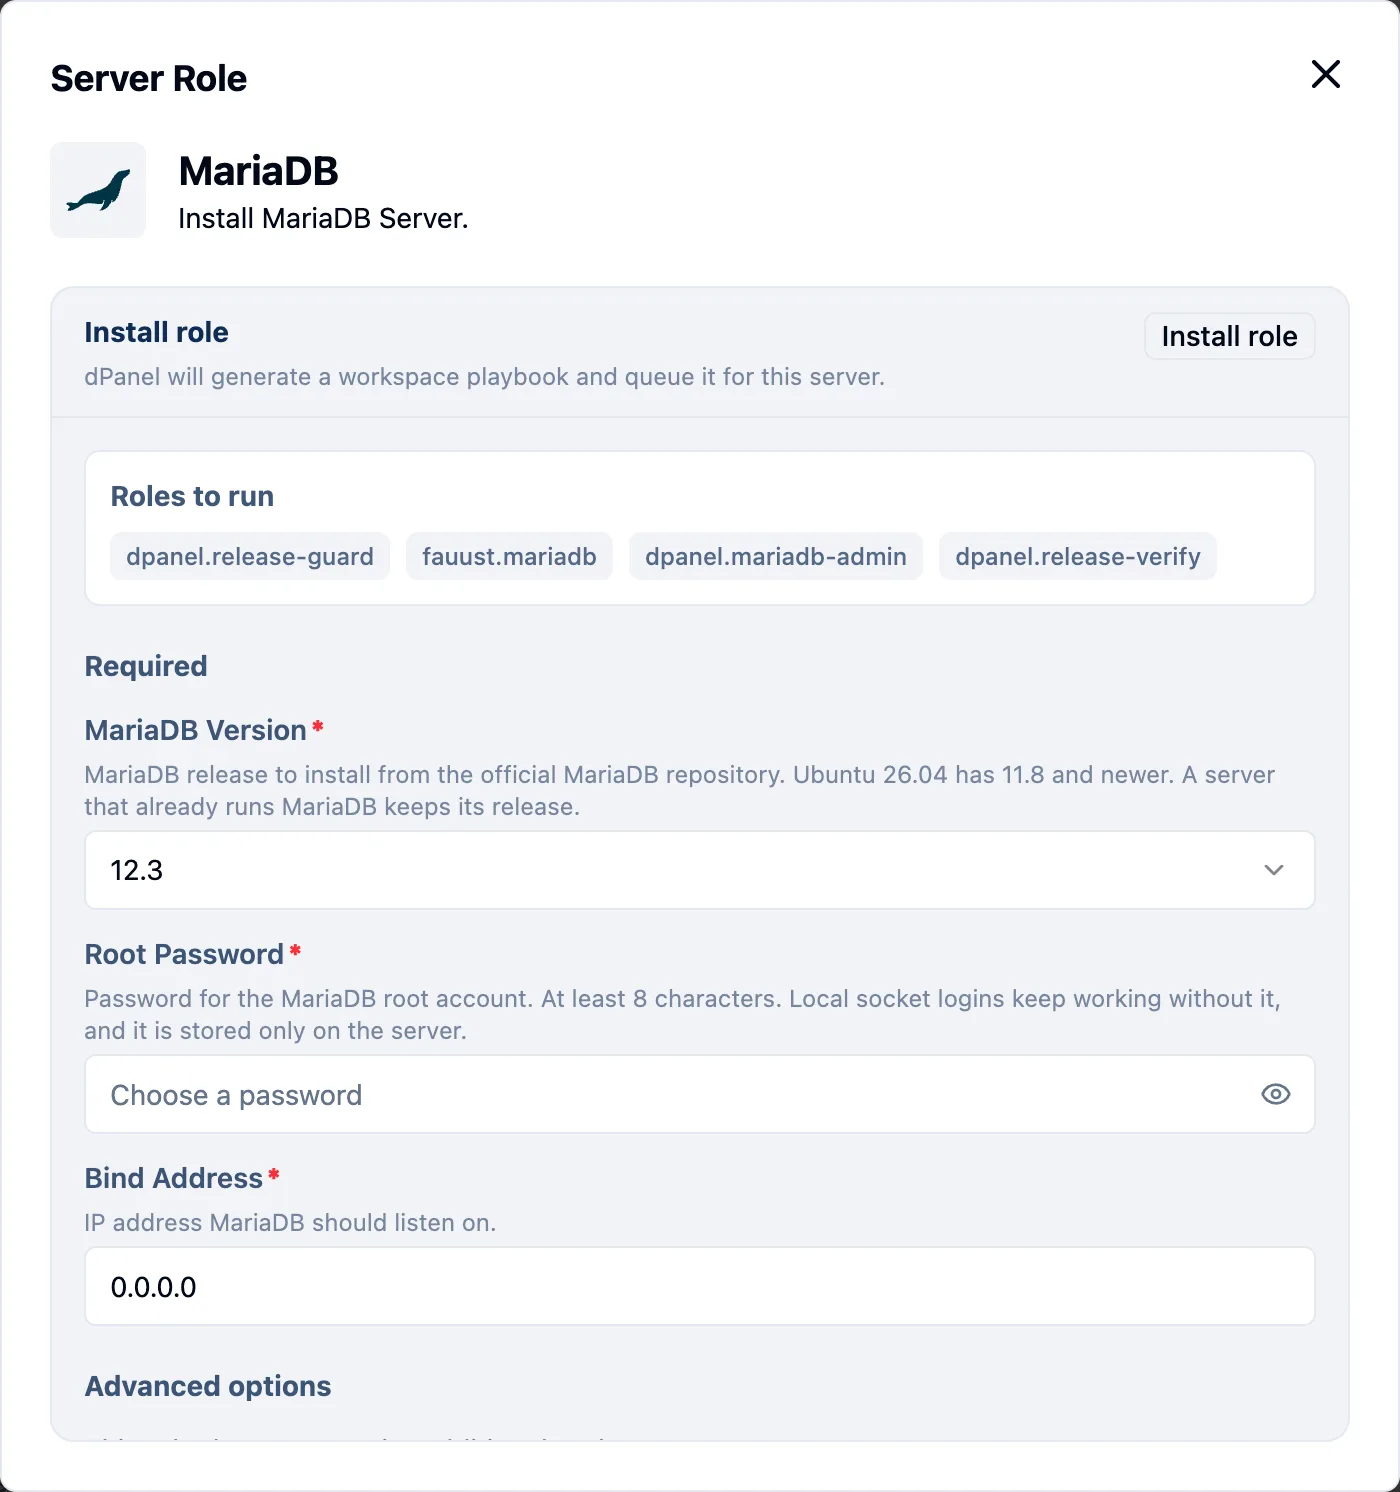 Server Role
MariaDB
Install MariaDB Server.
Install role
Install role
dPanel will generate a workspace playbook and queue it for this server.
Roles to run
dpanel.release-guard
fauust.mariadb
dpanel.mariadb-admin
dpanel.release-verify
Required
MariaDB Version*
MariaDB release to install from the official MariaDB repository. Ubuntu 26.04 has 11.8 and newer. A server
that already runs MariaDB keeps its release.
12.3
Root Password*
Password for the MariaDB root account. At least 8 characters. Local socket logins keep working without it,
and it is stored only on the server.
Choose a password
Bind Address*
IP address MariaDB should listen on.
0.0.0.0
Advanced options